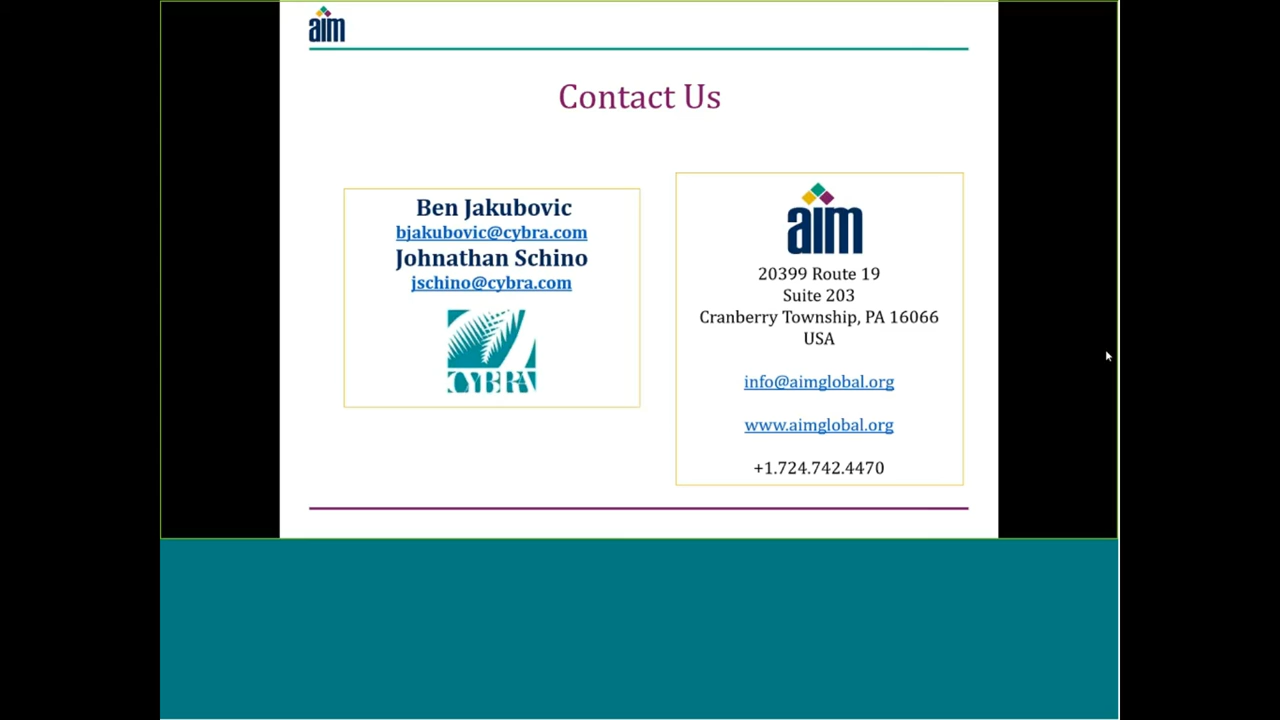 aim
Contact Us
Ben Jakubovic
bjakubovic@cybra.com
Johnathan Schino
jschino@cybra.com
CYBRA
aim
20399 Route 19
Suite 203
Cranberry Township, PA 16066
USA
info@aimglobal.org
www.aimglobal.org
+1.724.742.4470